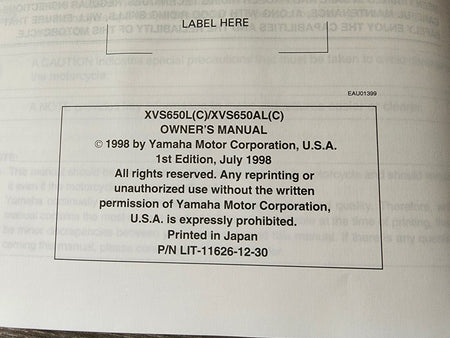 LABEL HERE
EAU01399
XVS650L(C)/XVS650AL(C)
OWNER'S MANUAL
© 1998 by Yamaha Motor Corporation, U.S.A.
1st Edition, July 1998
All rights reserved. Any reprinting or
unauthorized use without the written
permission of Yamaha Motor Corporation,
U.S.A. is expressly prohibited.
Printed in Japan
P/N LIT-11626-12-30